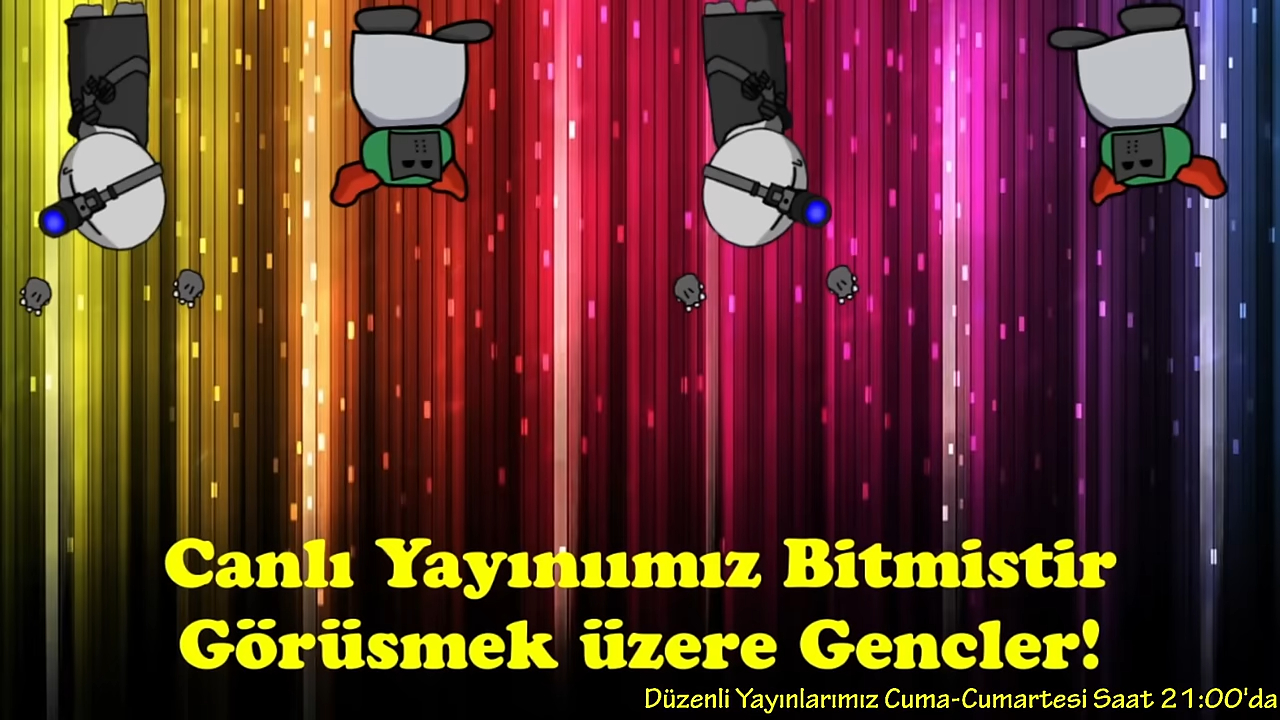 Canlı Yayınıımız Bitmistir
Görüsmek üzere Gencler!
Düzenli Yayınlarımız Cuma-Cumartesi Saat 21:00'da